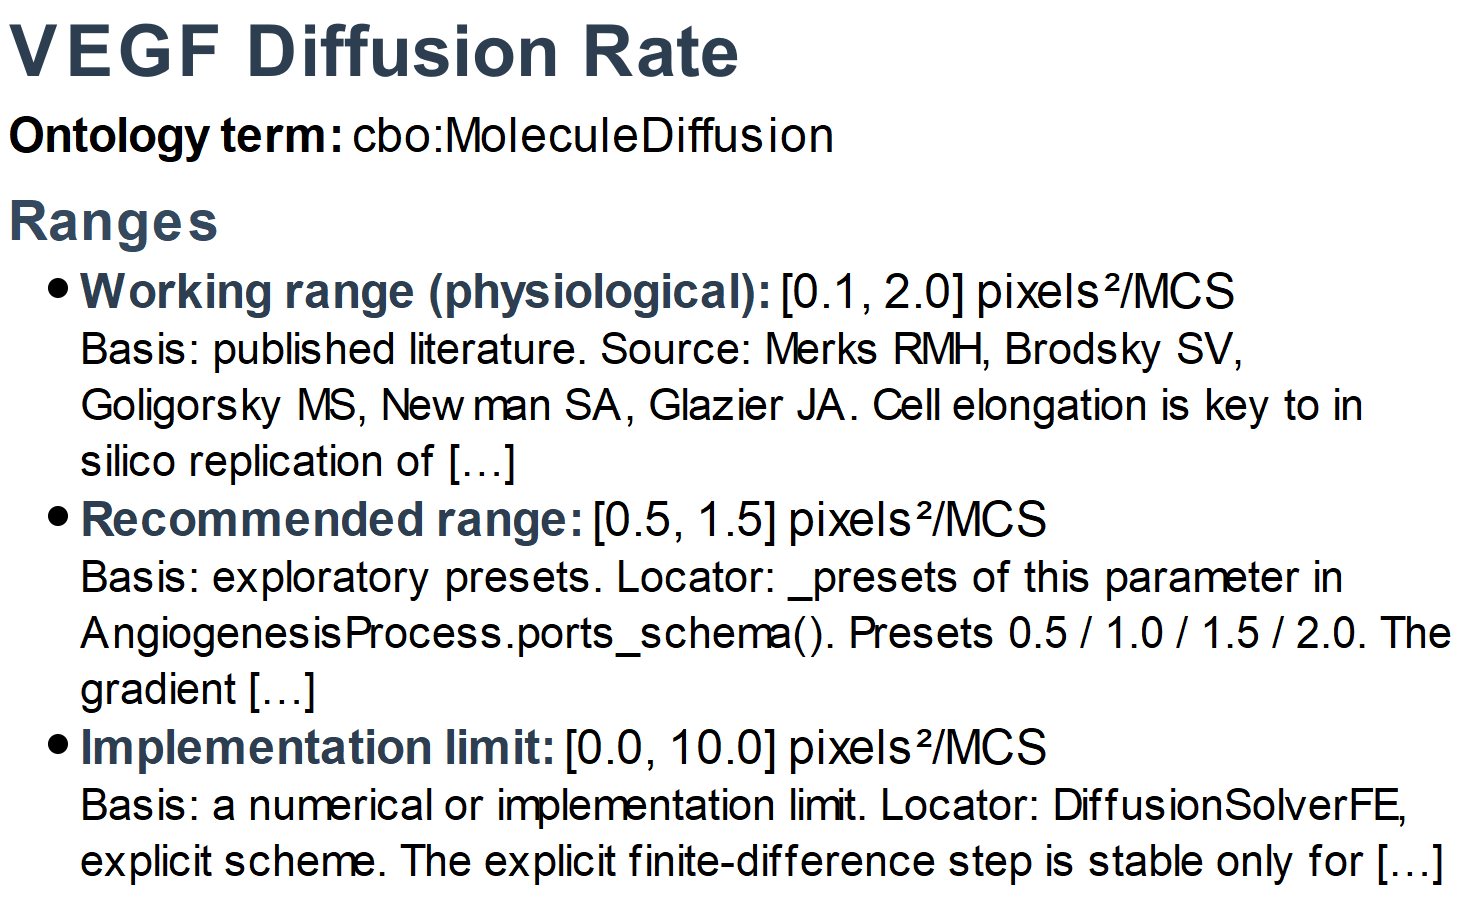 VEGF Diffusion Rate
Ontology term: cbo:MoleculeDiffusion
Ranges
● Working range (physiological): [0.1, 2.0] pixels²/MCS
Basis: published literature. Source: Merks RMH, Brodsky SV,
Goligorsky MS, Newman SA, Glazier JA. Cell elongation is key to in
silico replication of […]
● Recommended range: [0.5, 1.5] pixels²/MCS
Basis: exploratory presets. Locator: _presets of this parameter in
AngiogenesisProcess.ports_schema(). Presets 0.5 / 1.0 / 1.5 / 2.0. The
gradient […]
● Implementation limit: [0.0, 10.0] pixels²/MCS
Basis: a numerical or implementation limit. Locator: DiffusionSolverFE,
explicit scheme. The explicit finite-difference step is stable only for […]